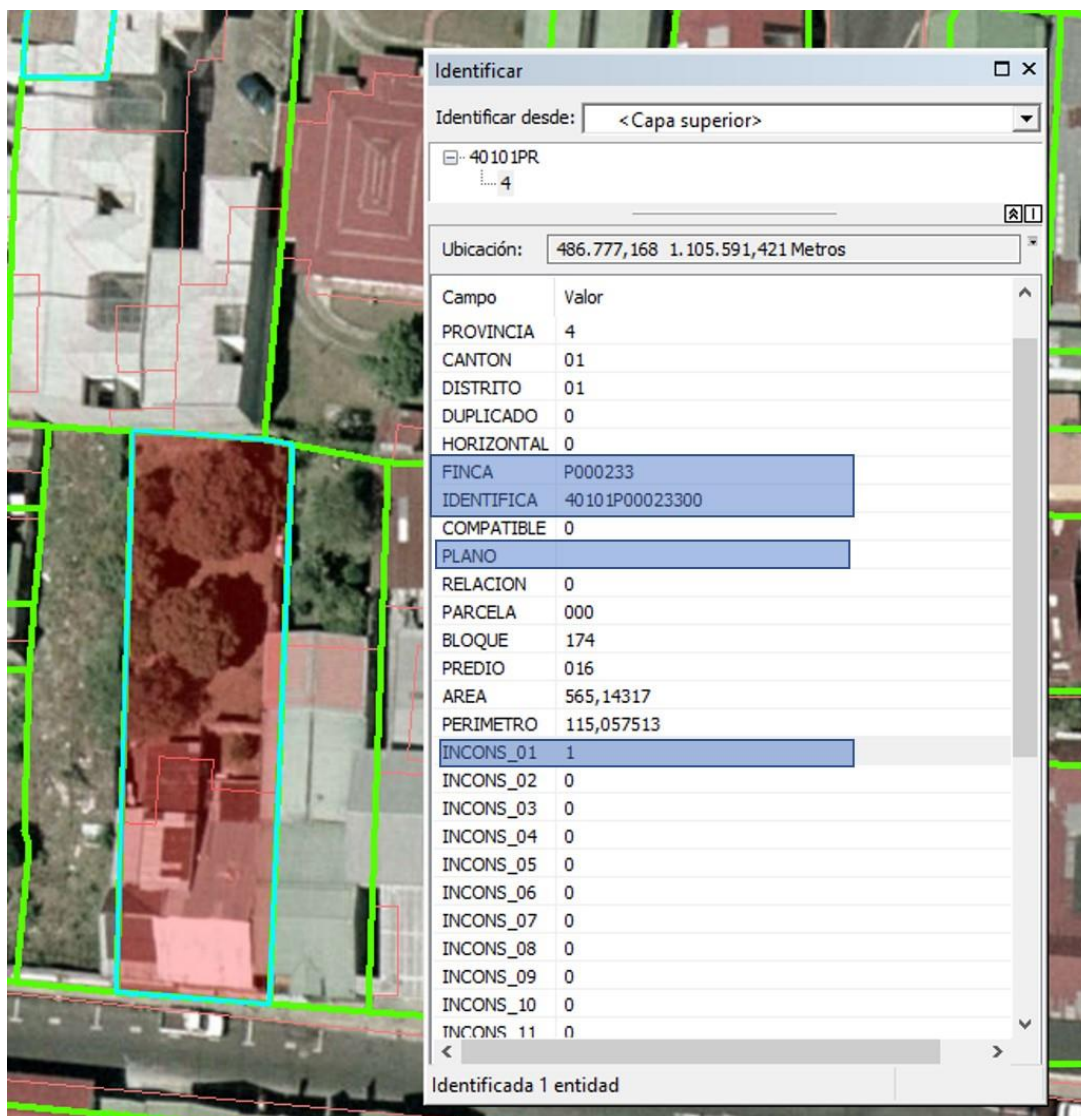 Identificar
Identificar desde: <Capa superior>
40101PR
4
Ubicación: 486.777,168 1.105.591,421 Metros
Campo Valor
PROVINCIA 4
CANTON 01
DISTRITO 01
DUPLICADO 0
HORIZONTAL 0
FINCA P000233
IDENTIFICA 40101P00023300
COMPATIBLE 0
PLANO
RELACION 0
PARCELA 000
BLOQUE 174
PREDIO 016
AREA 565,14317
PERIMETRO 115,057513
INCONS_01 1
INCONS_02 0
INCONS_03 0
INCONS_04 0
INCONS_05 0
INCONS_06 0
INCONS_07 0
INCONS_08 0
INCONS_09 0
INCONS_10 0
INCONS_11 0
Identificada 1 entidad